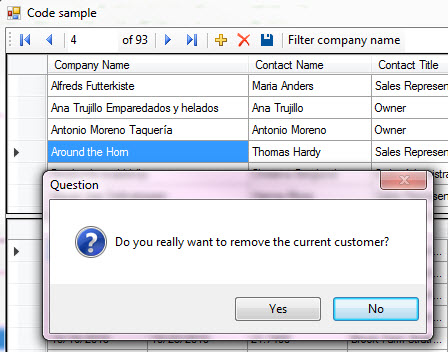 Code sample
4 of 93 Filter company name
Company Name Contact Name Contact Title
Alfreds Futterkiste Maria Anders Sales Represen
Ana Trujillo Emparedados y helados Ana Trujillo Owner
Antonio Moreno Taquería Antonio Moreno Owner
Around the Horn Thomas Hardy Sales Represen
Question
Do you really want to remove the current customer?
Yes No